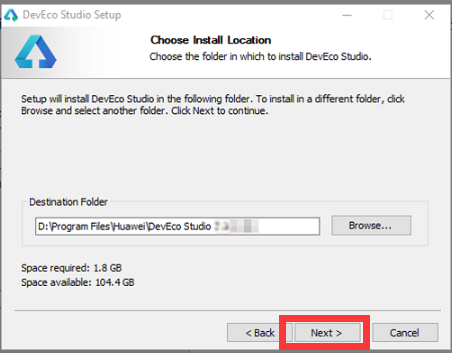 DevEco Studio Setup
Choose Install Location
Choose the folder in which to install DevEco Studio.
Setup will install DevEco Studio in the following folder. To install in a different folder, click
Browse and select another folder. Click Next to continue.
Destination Folder
D:\Program Files\Huawei\DevEco Studio
Browse...
Space required: 1.8 GB
Space available: 104.4 GB
< Back
Next >
Cancel